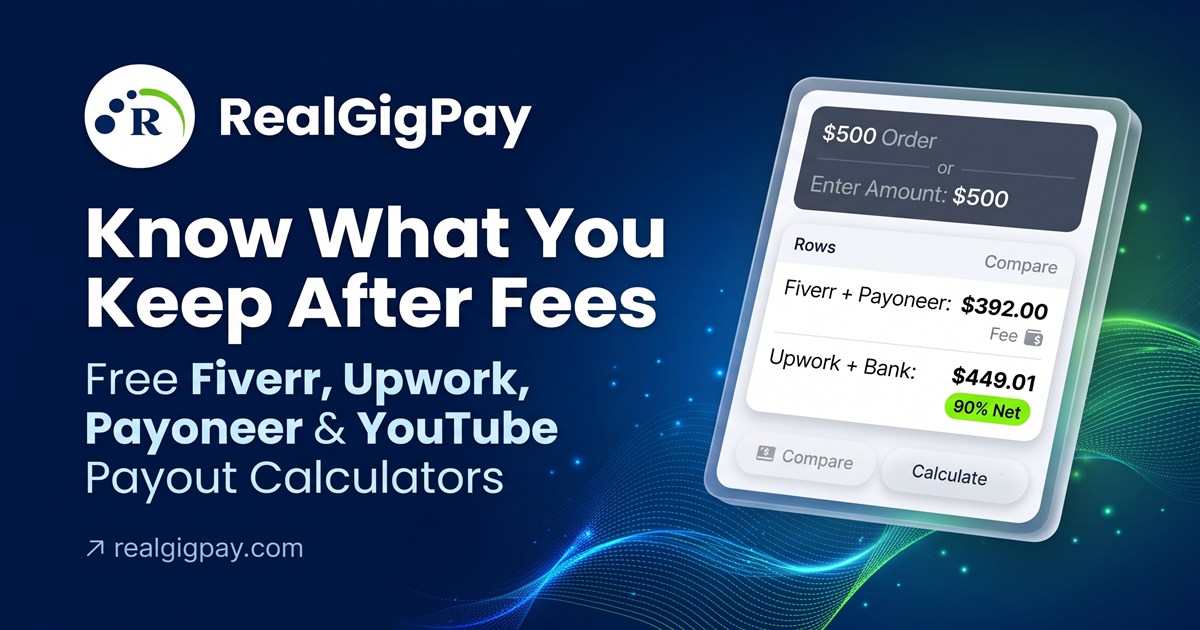 R
RealGigPay
Know What You
Keep After Fees
Free Fiverr, Upwork,
Payoneer & YouTube
Payout Calculators
↗ realgigpay.com
$500 Order
or
Enter Amount: $500
Rows Compare
Fiverr + Payoneer: $392.00
Fee $
Upwork + Bank: $449.01
90% Net
$ Compare
Calculate